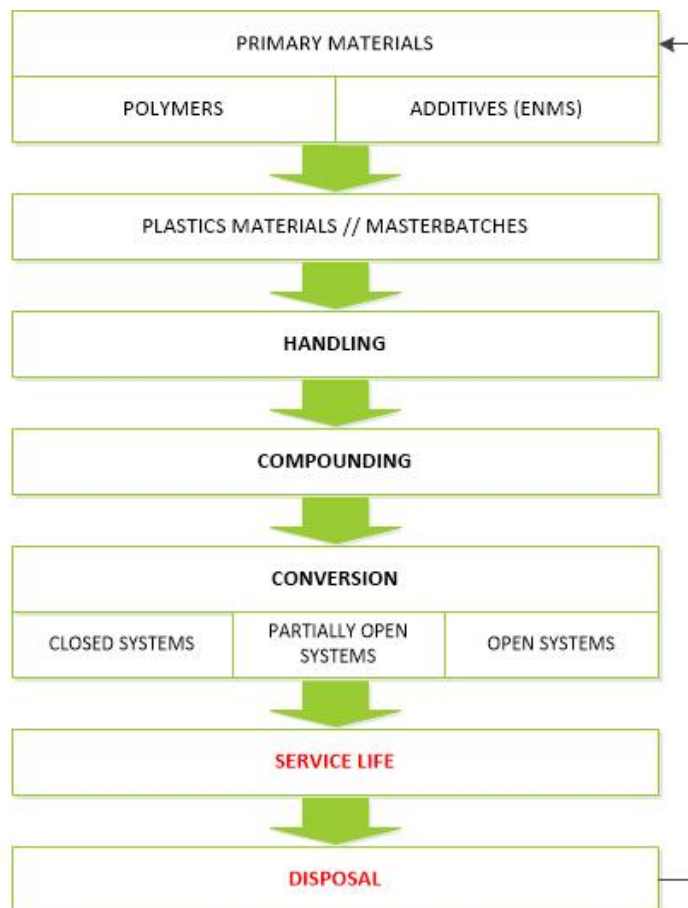 PRIMARY MATERIALS
POLYMERS
ADDITIVES (ENMS)
PLASTICS MATERIALS // MASTERBATCHES
HANDLING
COMPOUNDING
CONVERSION
CLOSED SYSTEMS
PARTIALLY OPEN
SYSTEMS
OPEN SYSTEMS
SERVICE LIFE
DISPOSAL